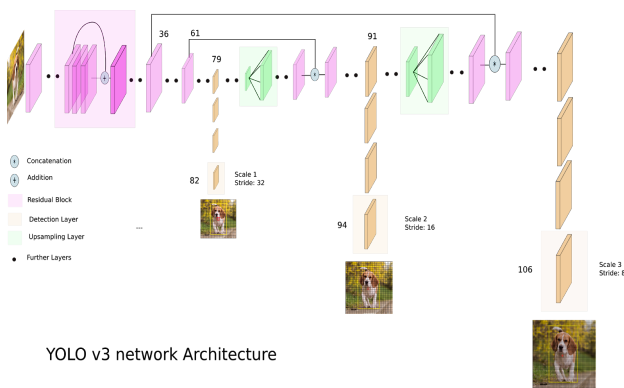 36
61
79
91
82
Scale 1
Stride: 32
94
Scale 2
Stride: 16
106
Scale 3
Stride: 8
Concatenation
Addition
Residual Block
Detection Layer
Upsampling Layer
Further Layers
...
YOLO v3 network Architecture